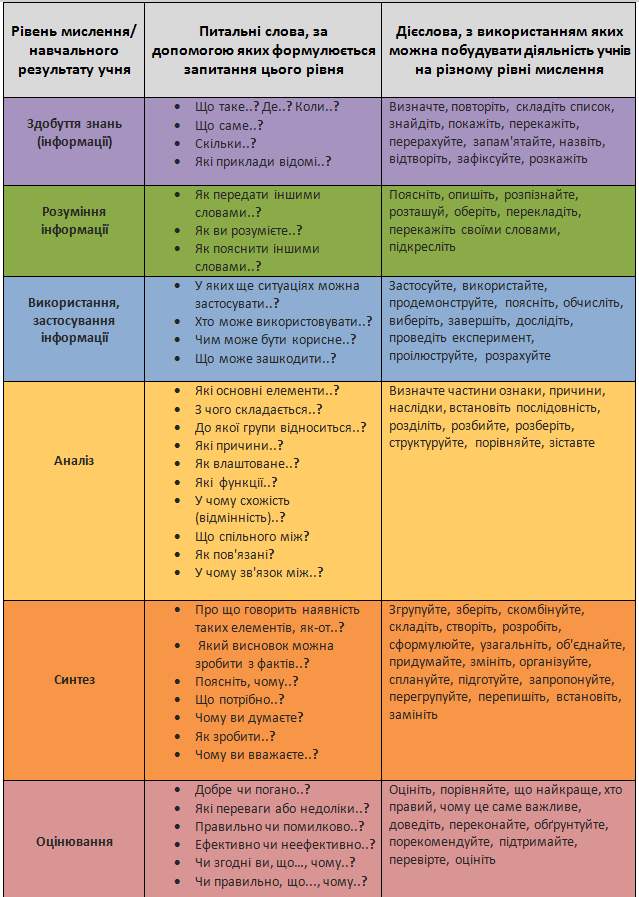 Рівень мислення/
навчального
результату учня
Питальні слова, за
допомогою яких формулюється
запитання цього рівня
Дієслова, з використанням яких
можна побудувати діяльність учнів
на різному рівні мислення
Здобуття знань
(інформації)
• Що таке..? Де..? Коли..?
• Що саме..?
• Скільки..?
• Які приклади відомі..?
Визначте, повторіть, складіть список,
знайдіть, покажіть, перекажіть,
перерахуйте, запам'ятайте, назвіть,
відтворіть, зафіксуйте, розкажіть
Розуміння
інформації
• Як передати іншими
словами..?
• Як ви розумієте..?
• Як пояснити іншими
словами..?
Поясніть, опишіть, розпізнайте,
розташуй, оберіть, перекладіть,
перекажіть своїми словами,
підкресліть
Використання,
застосування
інформації
• У яких ще ситуаціях можна
застосувати..?
• Хто може використовувати..?
• Чим може бути корисне..?
• Що може зашкодити..?
Застосуйте, використайте,
продемонструйте, поясніть, обчисліть,
виберіть, завершіть, дослідіть,
проведіть експеримент,
проілюструйте, розрахуйте
Аналіз
• Які основні елементи..?
• З чого складається..?
• До якої групи відноситься..?
• Які причини..?
• Як влаштоване..?
• Які функції..?
• У чому схожість
(відмінність)..?
• Що спільного між?
• Як пов'язані?
• У чому зв'язок між..?
Визначте частини ознаки, причини,
наслідки, встановіть послідовність,
розділіть, розбийте, розберіть,
структуруйте, порівняйте, зіставте
Синтез
• Про що говорить наявність
таких елементів, як-от..?
• Який висновок можна
зробити з фактів..?
• Поясніть, чому..?
• Що потрібно..?
• Чому ви думаєте?
• Як зробити..?
• Чому ви вважаєте..?
Згрупуйте, зберіть, скомбінуйте,
складіть, створіть, розробіть,
сформулюйте, узагальніть, об'єднайте,
придумайте, змініть, організуйте,
сплануйте, підготуйте, запропонуйте,
перегрупуйте, перепишіть, встановіть,
замініть
Оцінювання
• Добре чи погано..?
• Які переваги або недоліки..?
• Правильно чи помилково..?
• Ефективно чи неефективно..?
• Чи згодні ви, що…, чому..?
• Чи правильно, що…, чому..?
Оцініть, порівняйте, що найкраще, хто
правий, чому це саме важливе,
доведіть, переконайте, обґрунтуйте,
порекомендуйте, підтримайте,
перевірте, оцініть